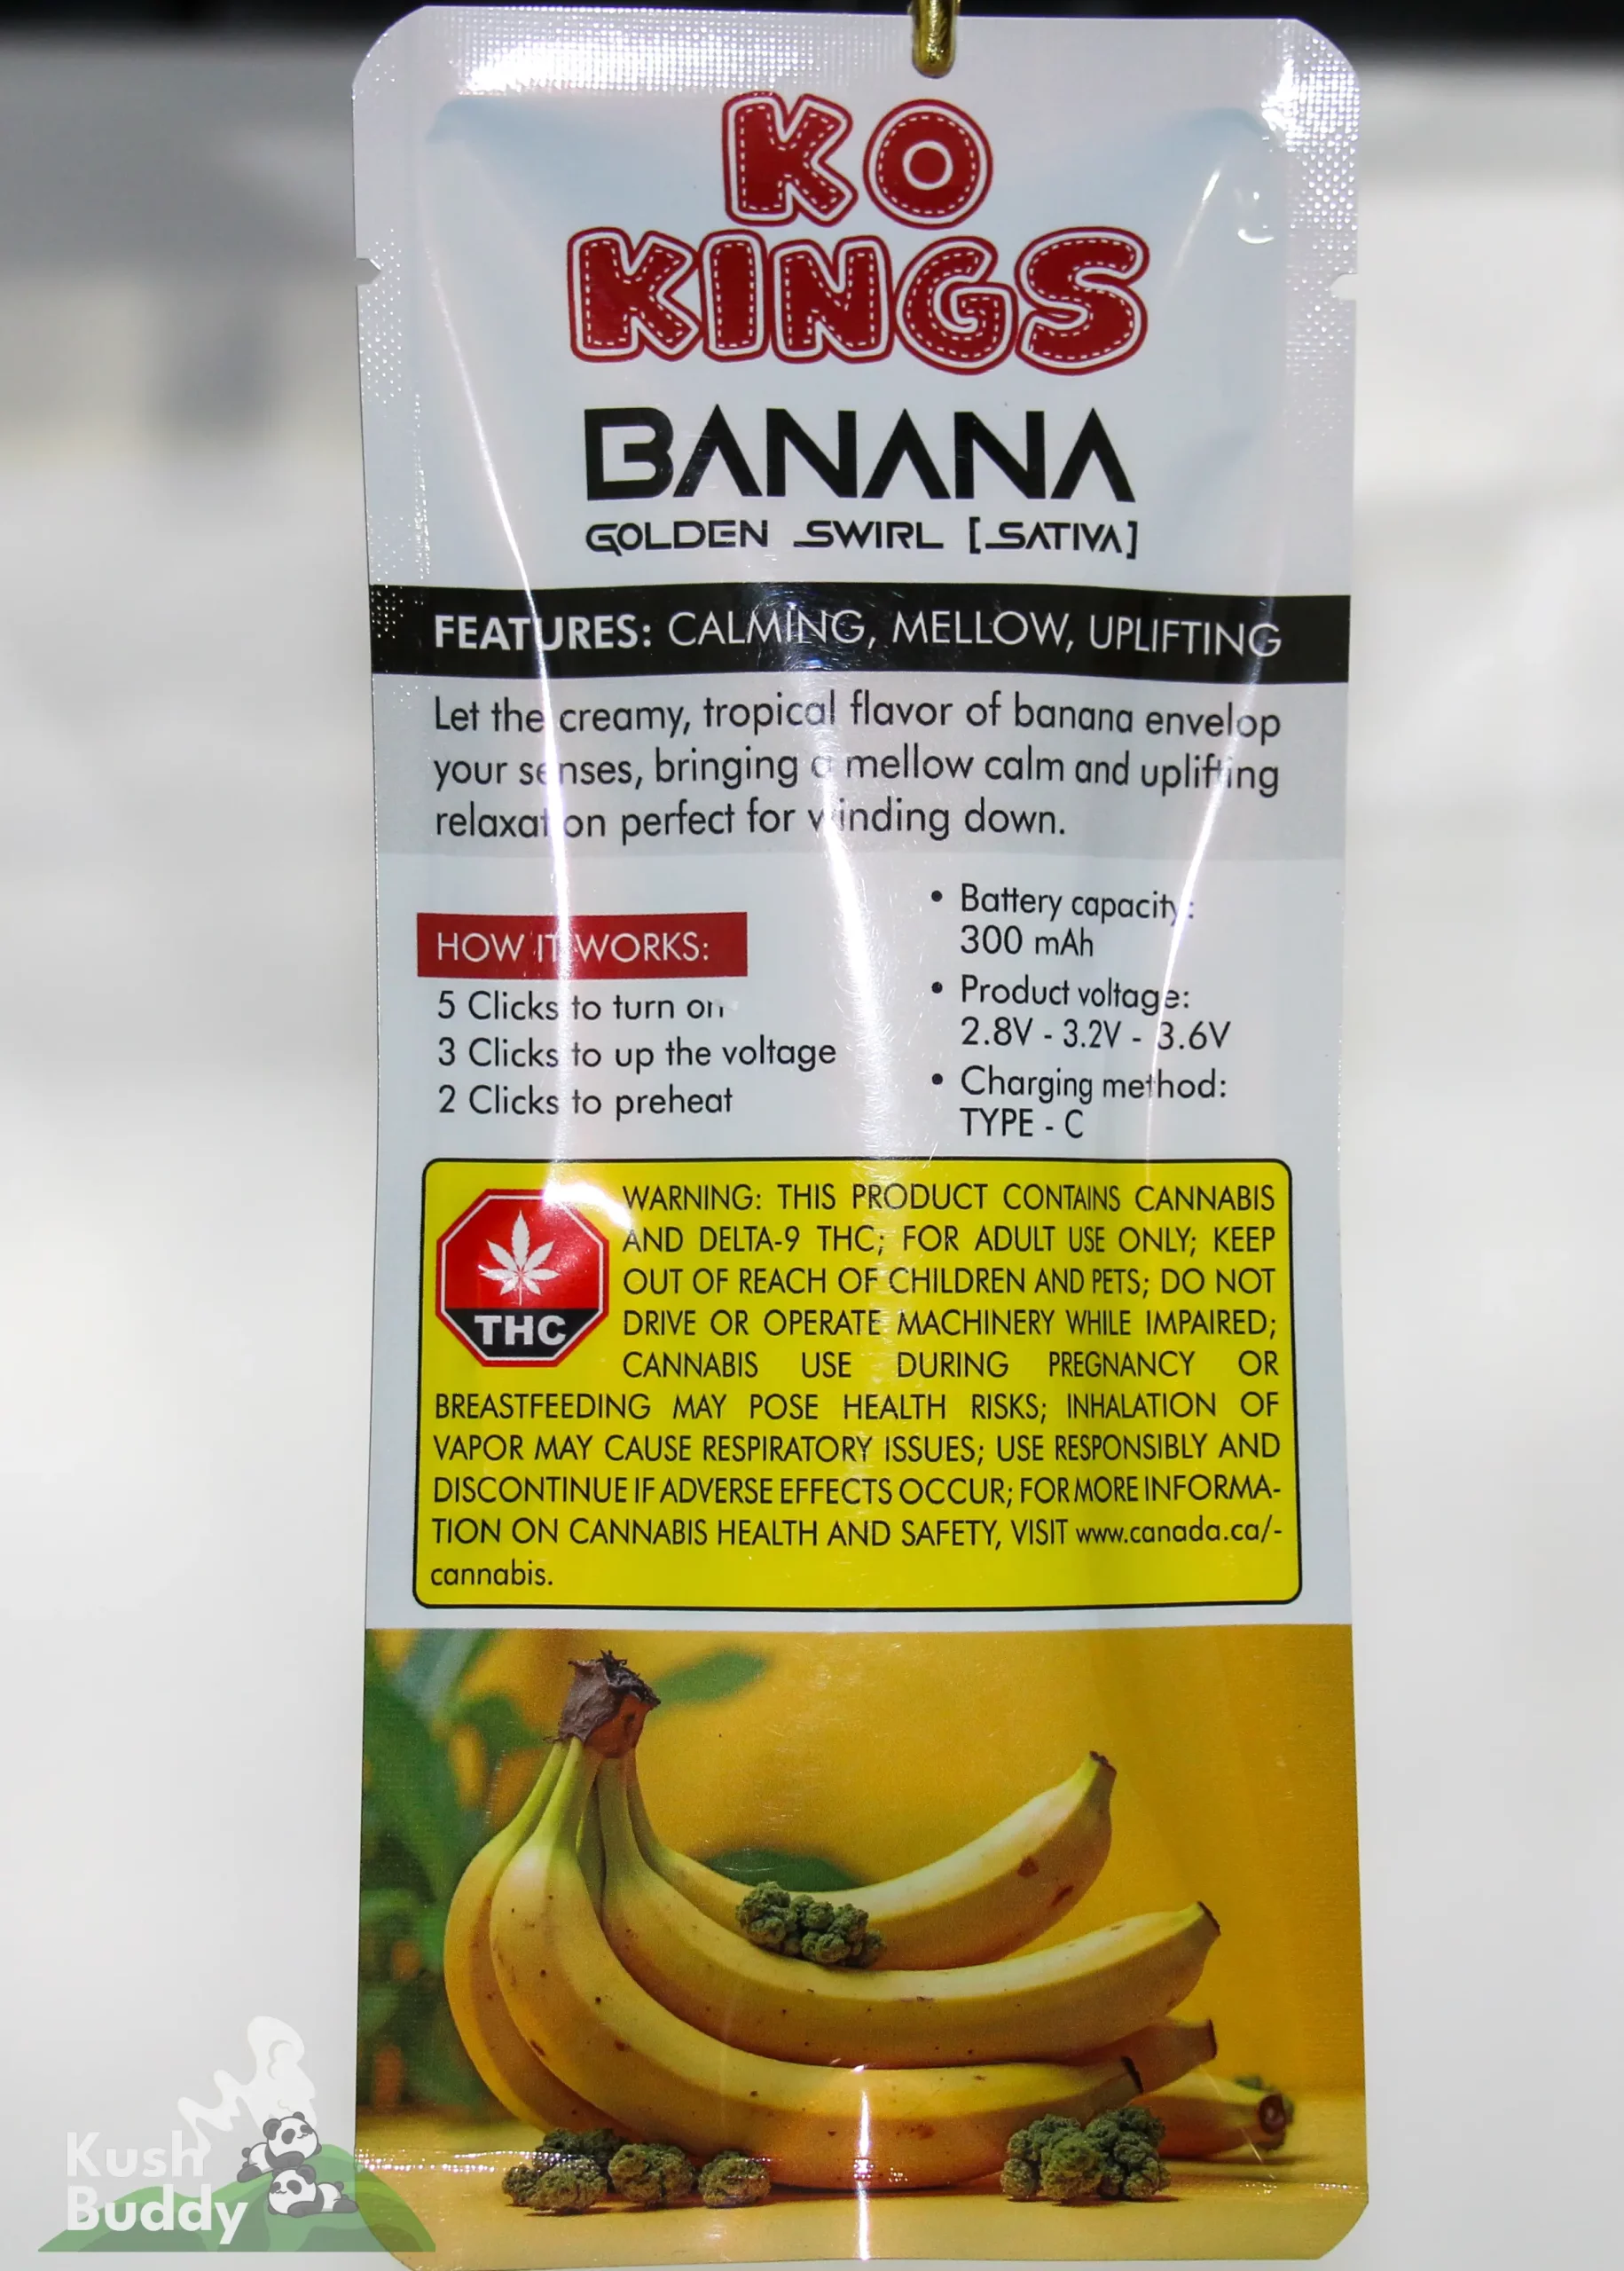 KO
KINGS
BANANA
GOLDEN SWIRL [SATIVA]
FEATURES: CALMING, MELLOW, UPLIFTING
Let the creamy, tropical flavor of banana envelop
your senses, bringing a mellow calm and uplifting
relaxation perfect for winding down.
HOW IT WORKS:
5 Clicks to turn on
3 Clicks to up the voltage
2 Clicks to preheat
• Battery capacity:
300 mAh
• Product voltage:
2.8V - 3.2V - 3.6V
• Charging method:
TYPE - C
THC
WARNING: THIS PRODUCT CONTAINS CANNABIS
AND DELTA-9 THC; FOR ADULT USE ONLY; KEEP
OUT OF REACH OF CHILDREN AND PETS; DO NOT
DRIVE OR OPERATE MACHINERY WHILE IMPAIRED;
CANNABIS USE DURING PREGNANCY OR
BREASTFEEDING MAY POSE HEALTH RISKS; INHALATION OF
VAPOR MAY CAUSE RESPIRATORY ISSUES; USE RESPONSIBLY AND
DISCONTINUE IF ADVERSE EFFECTS OCCUR; FOR MORE INFORMA-
TION ON CANNABIS HEALTH AND SAFETY, VISIT www.canada.ca/-
cannabis.
Kush
Buddy